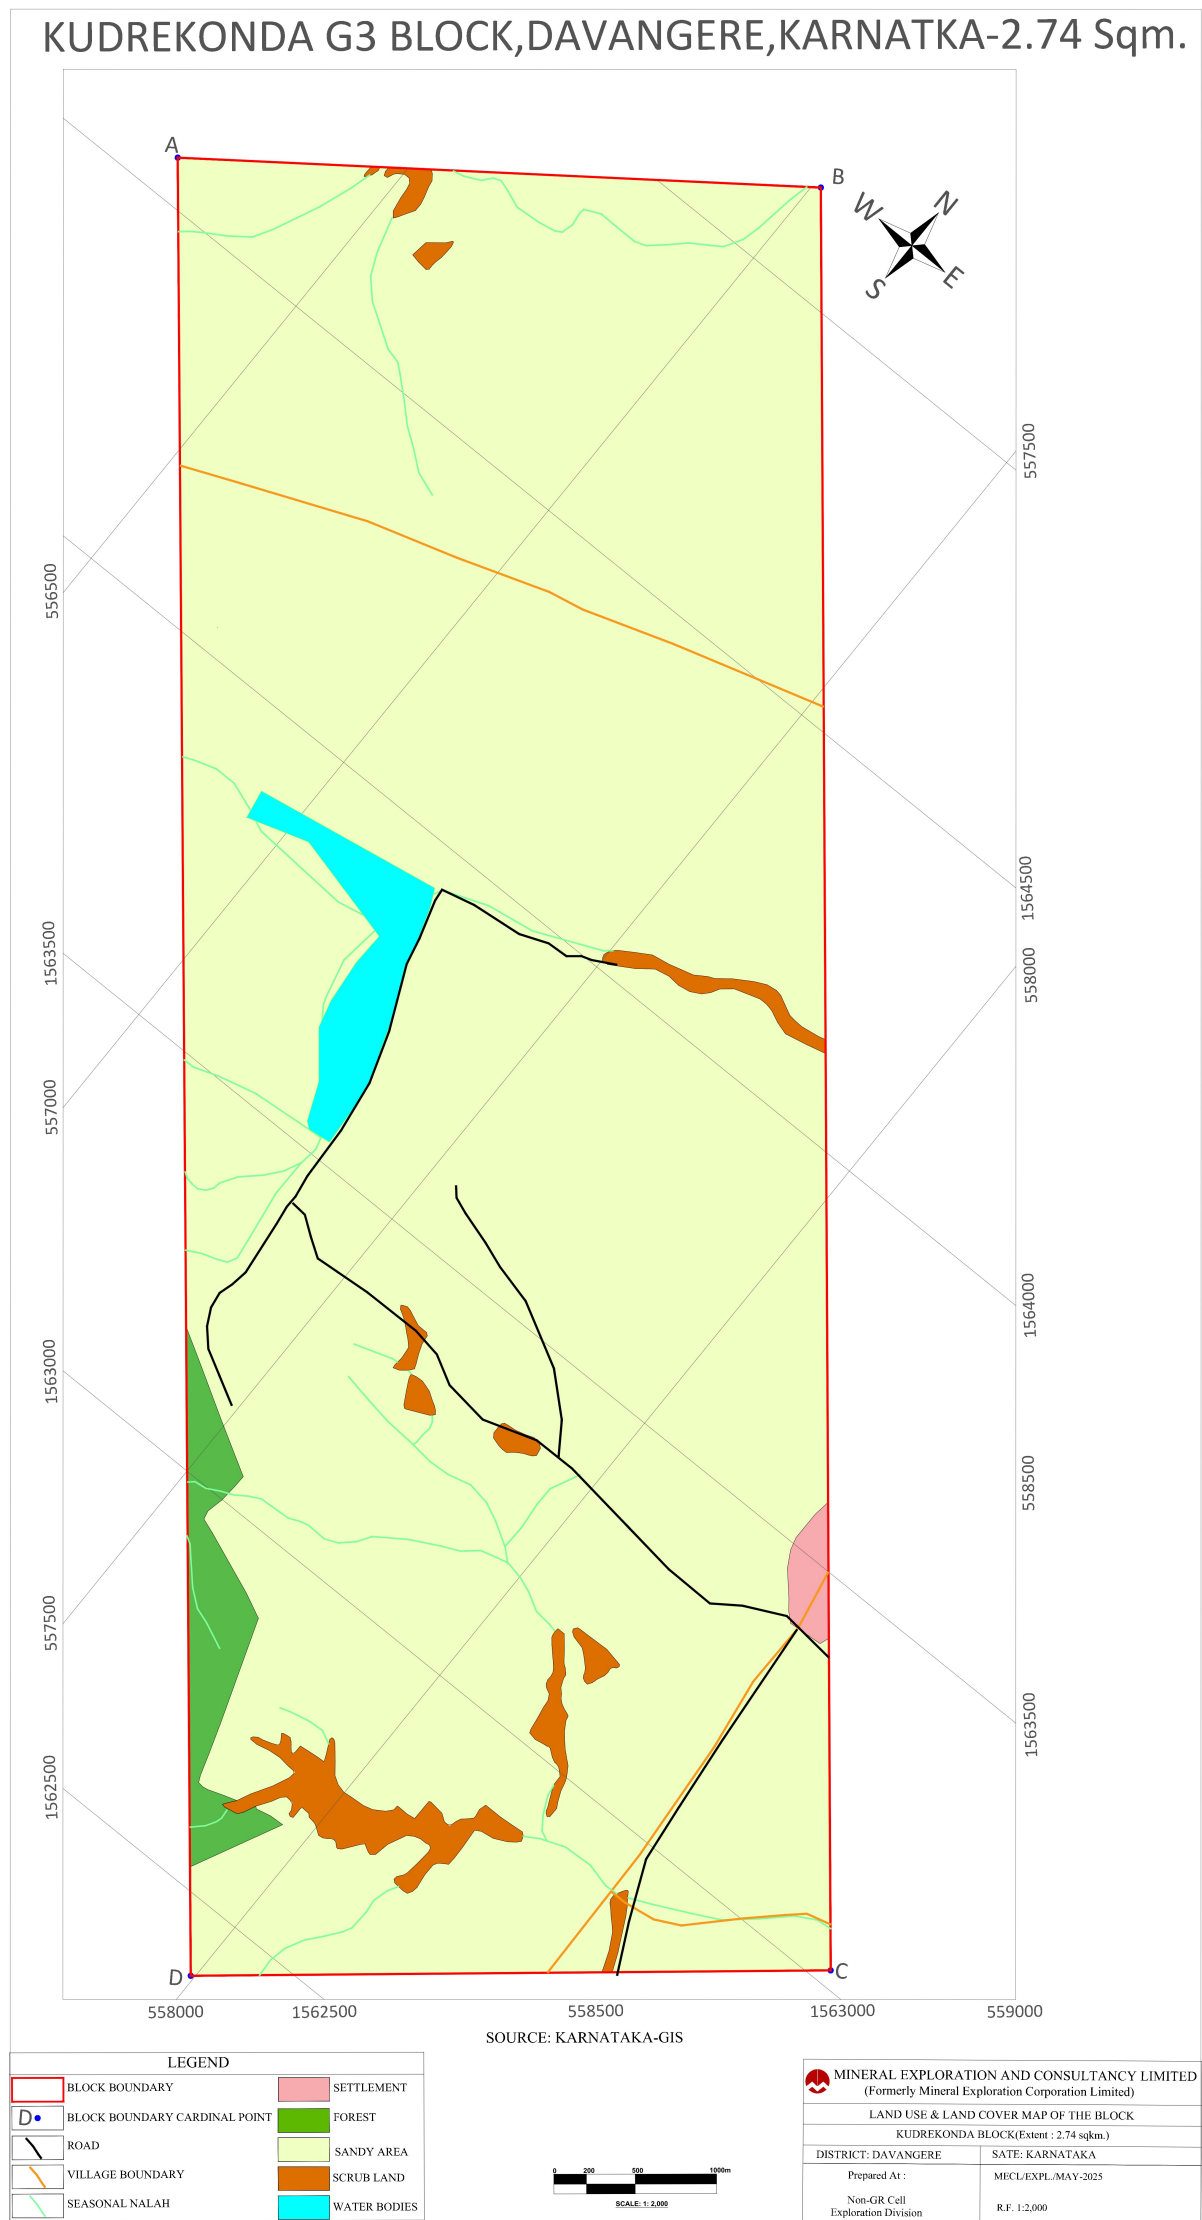 KUDREKONDA G3 BLOCK,DAVANGERE,KARNATKA-2.74 Sqm.
A
B
W
N
S
E
557500
556500
1564500
1563500
558000
557000
1564000
1563000
558500
557500
1563500
1562500
D
C
558000
1562500
558500
1563000
559000
SOURCE: KARNATAKA-GIS
LEGEND
BLOCK BOUNDARY
SETTLEMENT
D
BLOCK BOUNDARY CARDINAL POINT
FOREST
ROAD
SANDY AREA
VILLAGE BOUNDARY
SCRUB LAND
SEASONAL NALAH
WATER BODIES
0 200 500 1000m
SCALE: 1: 2,000
MINERAL EXPLORATION AND CONSULTANCY LIMITED
(Formerly Mineral Exploration Corporation Limited)
LAND USE & LAND COVER MAP OF THE BLOCK
KUDREKONDA BLOCK(Extent : 2.74 sqkm.)
DISTRICT: DAVANGERE
SATE: KARNATAKA
Prepared At :
MECL/EXPL./MAY-2025
Non-GR Cell
Exploration Division
R.F. 1:2,000